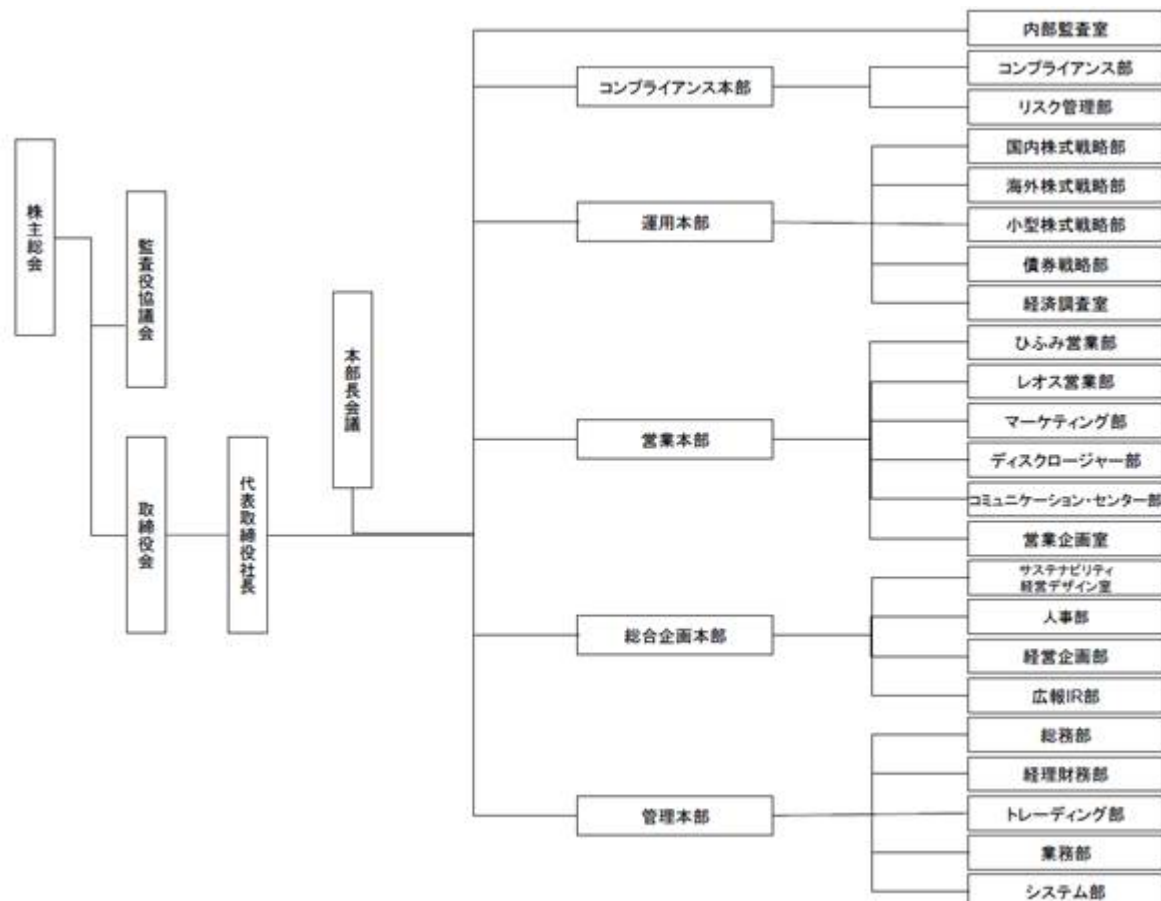 株主総会
監査役協議会
取締役会
代表取締役社長
本部長会議
内部監査室
コンプライアンス本部
コンプライアンス部
リスク管理部
運用本部
国内株式戦略部
海外株式戦略部
小型株式戦略部
債券戦略部
経済調査室
営業本部
ひふみ営業部
レオス営業部
マーケティング部
ディスクロージャー部
コミュニケーション・センター部
営業企画室
総合企画本部
サステナビリティ
経営デザイン室
人事部
経営企画部
広報IR部
管理本部
総務部
経理財務部
トレーディング部
業務部
システム部